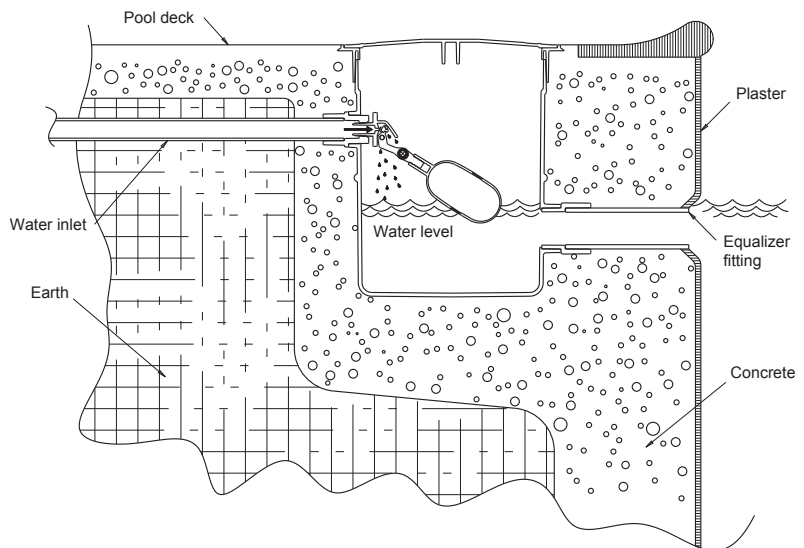 Pool deck
Plaster
Water inlet
Water level
Equalizer
fitting
Earth
Concrete